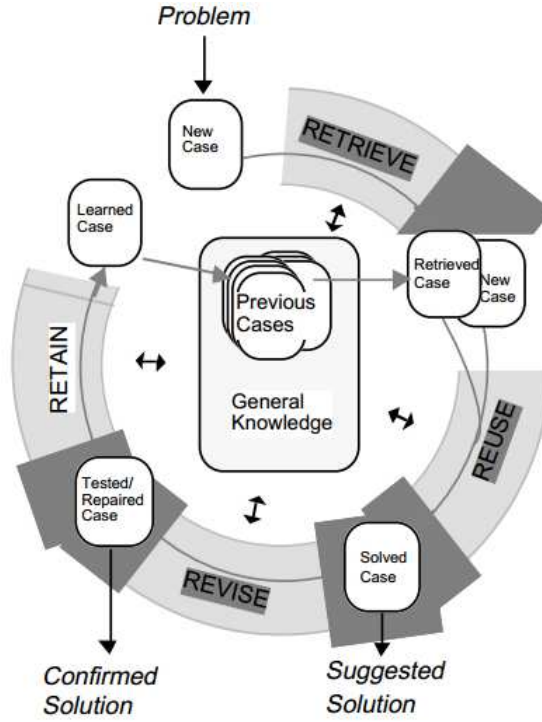 Problem
New
Case
RETRIEVE
Learned
Case
Retrieved
Case
New
Case
Previous
Cases
General
Knowledge
RETAIN
REUSE
Tested/
Repaired
Case
Solved
Case
REVISE
Confirmed
Solution
Suggested
Solution